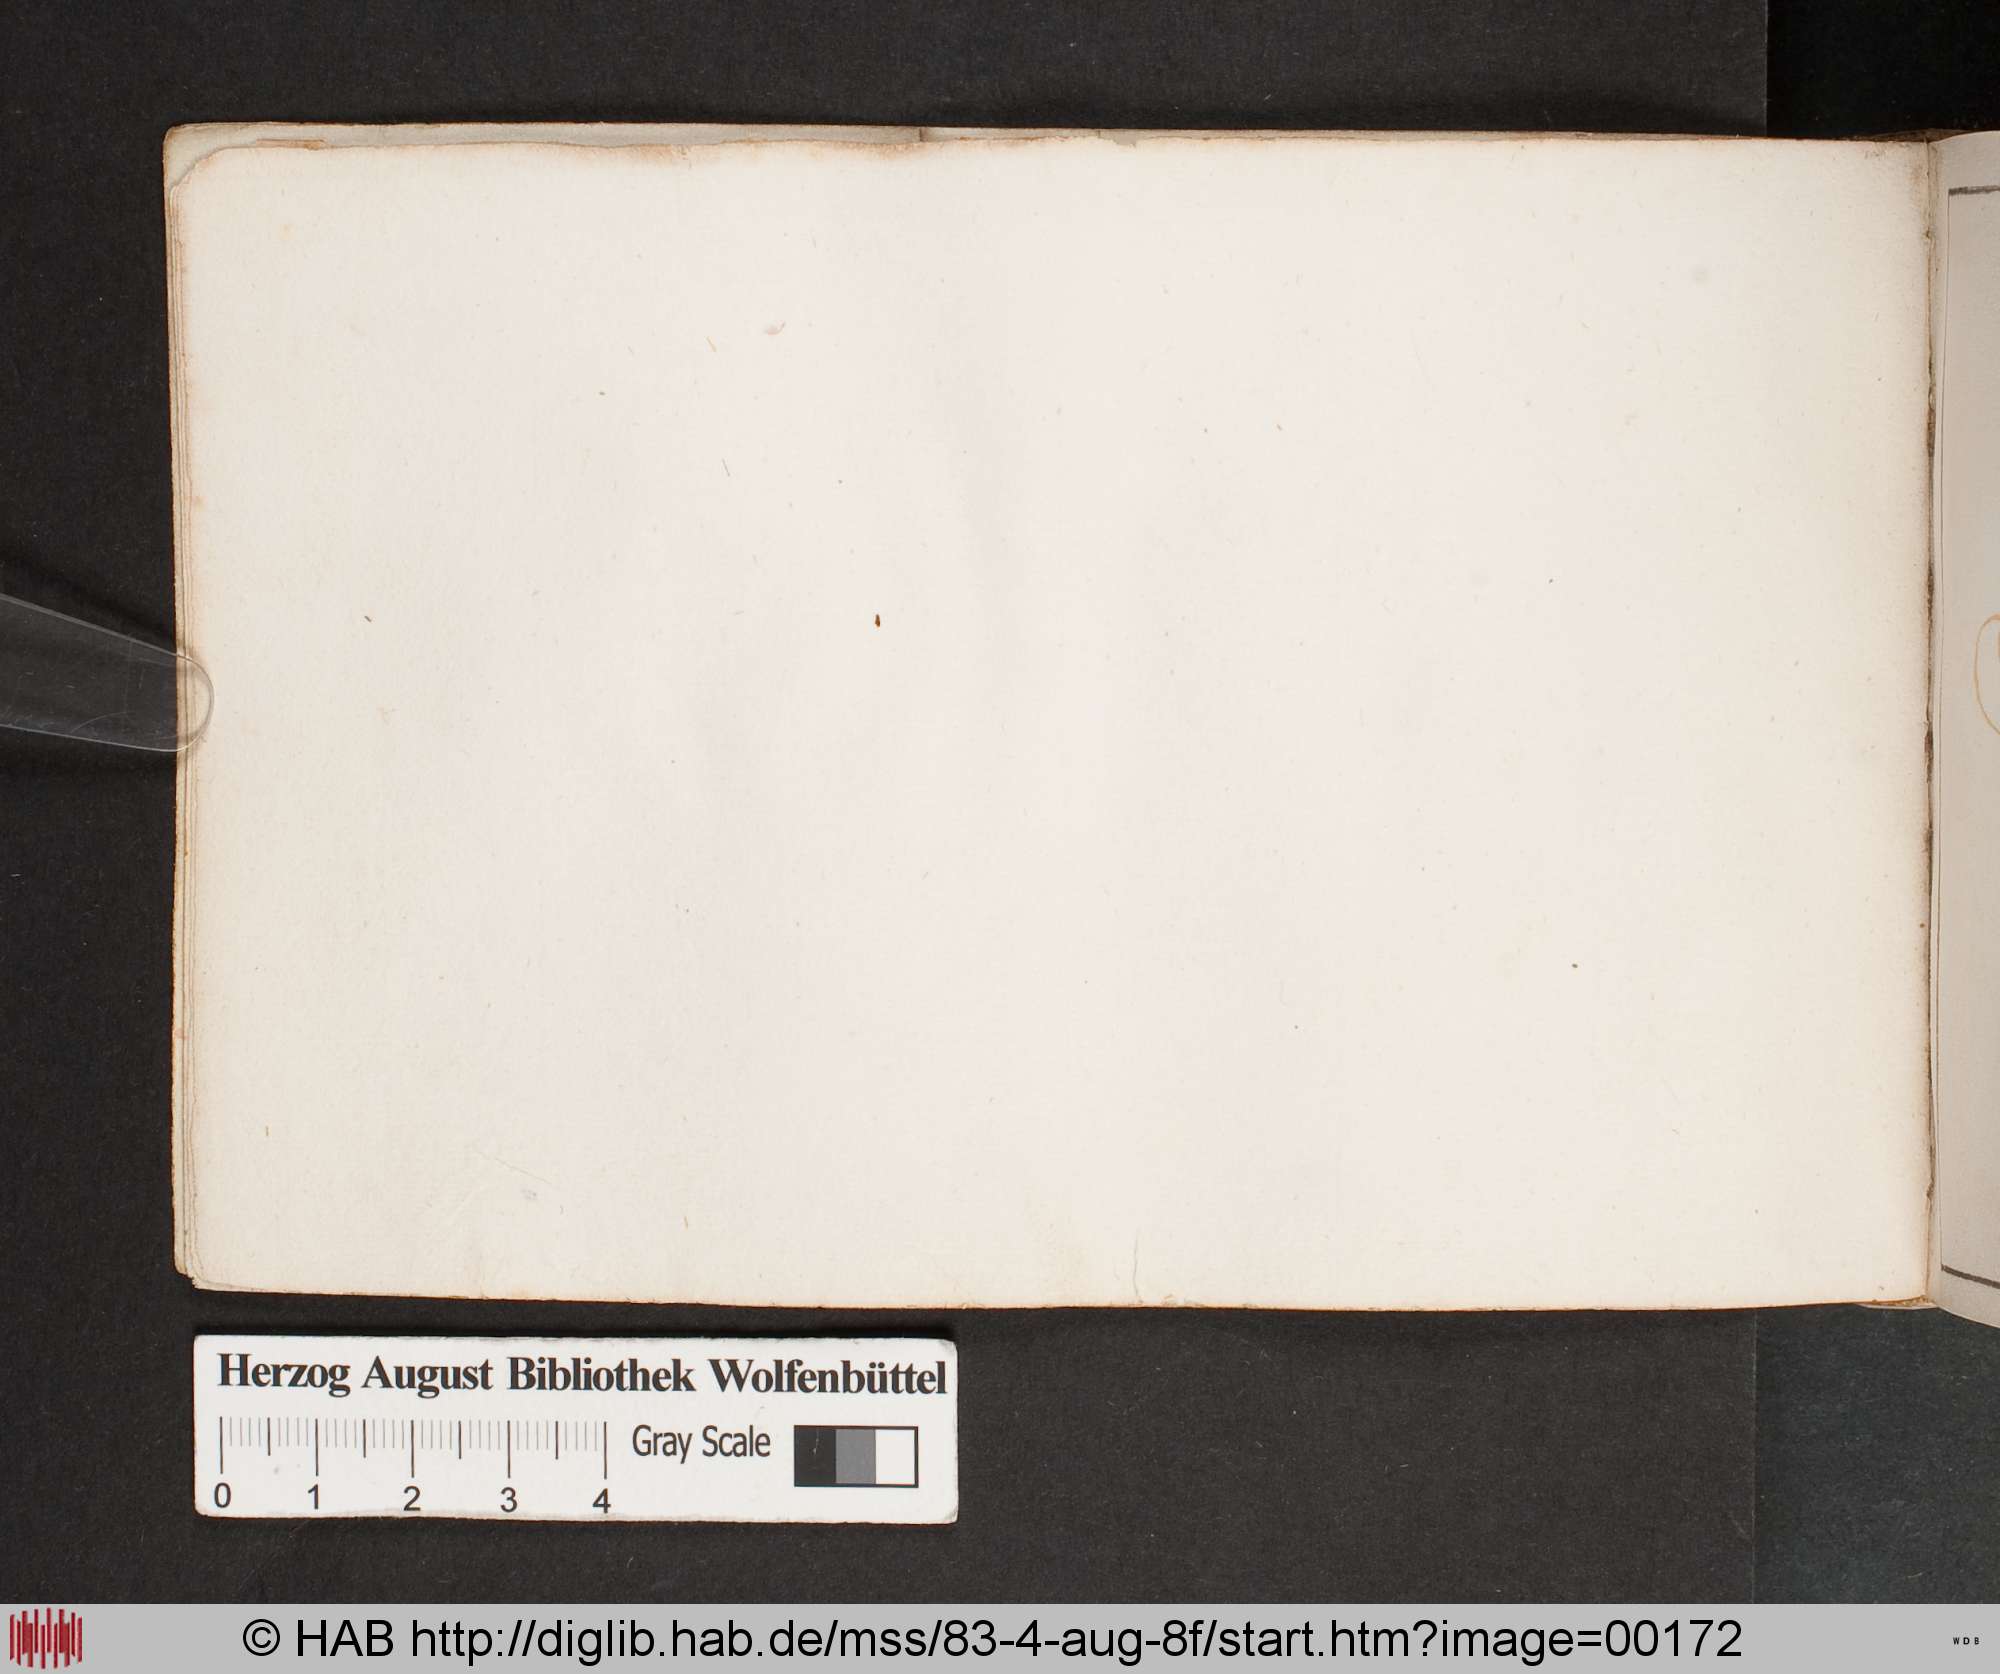 Herzog August Bibliothek Wolfenbüttel
Gray Scale
0 1 2 3 4
© HAB http://diglib.hab.de/mss/83-4-aug-8f/start.htm?image=00172
WDB